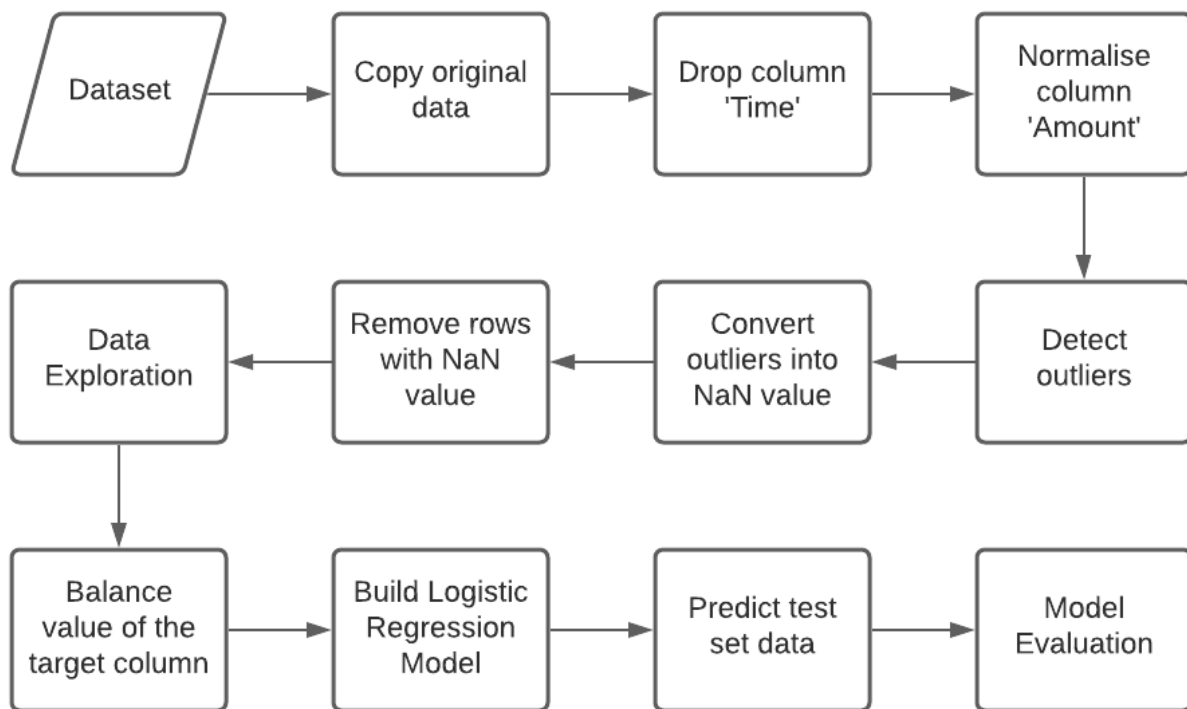 Dataset
Copy original
data
Drop column
'Time'
Normalise
column
'Amount'
Detect
outliers
Convert
outliers into
NaN value
Remove rows
with NaN
value
Data
Exploration
Balance
value of the
target column
Build Logistic
Regression
Model
Predict test
set data
Model
Evaluation